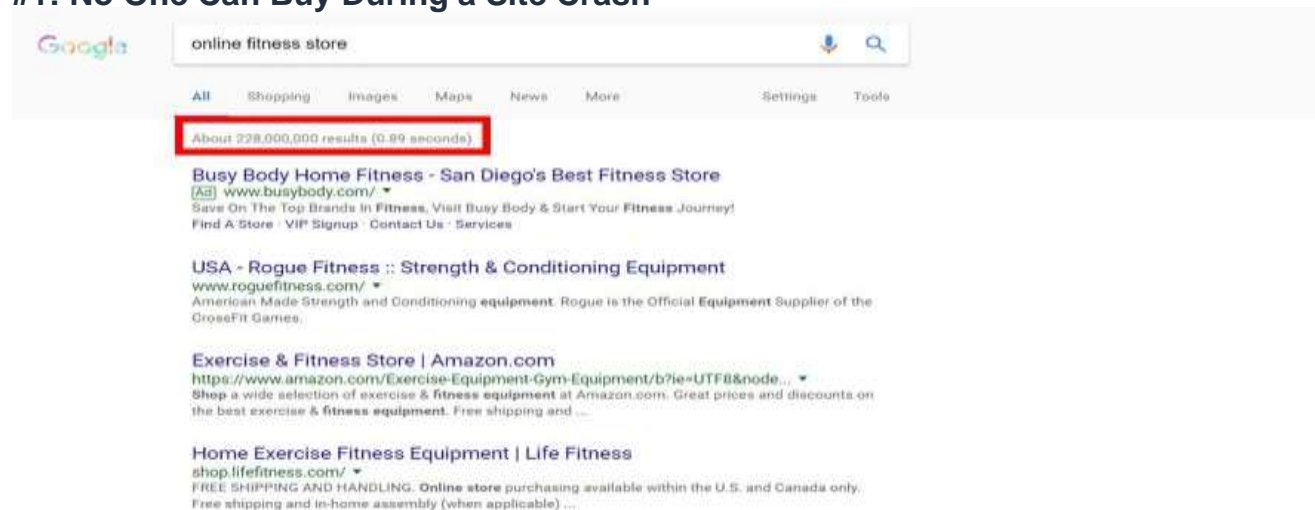 #1: No One Can Buy During a Site Crash
Google
online fitness store
All Shopping Images Maps News More Settings Tools
About 228,000,000 results (0.89 seconds)
Busy Body Home Fitness - San Diego's Best Fitness Store
Ad www.busybody.com/
Save On The Top Brands In Fitness, Visit Busy Body & Start Your Fitness Journey!
Find A Store · VIP Signup · Contact Us · Services
USA - Rogue Fitness :: Strength & Conditioning Equipment
www.roguefitness.com/
American Made Strength and Conditioning equipment. Rogue is the Official Equipment Supplier of the
CrossFit Games.
Exercise & Fitness Store | Amazon.com
https://www.amazon.com/Exercise-Equipment-Gym-Equipment/b?ie=UTF8&node...
Shop a wide selection of exercise & fitness equipment at Amazon.com. Great prices and discounts on
the best exercise & fitness equipment. Free shipping and ...
Home Exercise Fitness Equipment | Life Fitness
shop.lifefitness.com/
FREE SHIPPING AND HANDLING. Online store purchasing available within the U.S. and Canada only.
Free shipping and in-home assembly (when applicable) ...